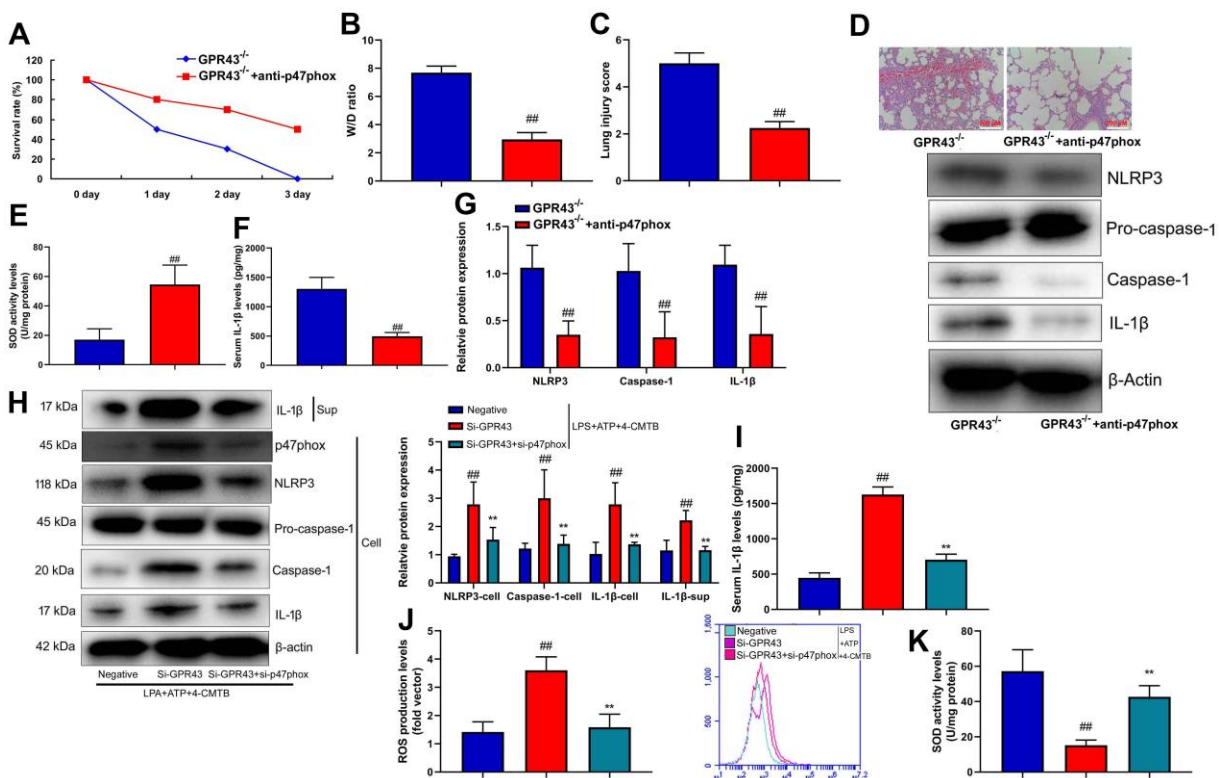 A
GPR43-/-
GPR43-/- +anti-p47phox
Survival rate (%)
120
100
80
60
40
20
0
0 day
1 day
2 day
3 day
B
W/D ratio
10
8
6
4
2
0
##
C
Lung injury score
6
4
2
0
##
D
GPR43-/-
GPR43-/- +anti-p47phox
NLRP3
Pro-caspase-1
Caspase-1
IL-1β
β-Actin
GPR43-/-
GPR43-/- +anti-p47phox
E
SOD activity levels
(U/mg protein)
80
60
40
20
0
##
F
Serum IL-1β levels (pg/mg)
2000
1500
1000
500
0
##
G
GPR43-/-
GPR43-/- +anti-p47phox
Relatvie protein expression
1.5
1.0
0.5
0.0
##
##
##
NLRP3
Caspase-1
IL-1β
H
17 kDa
IL-1β
Sup
45 kDa
p47phox
118 kDa
NLRP3
45 kDa
Pro-caspase-1
Cell
20 kDa
Caspase-1
17 kDa
IL-1β
42 kDa
β-actin
Negative
Si-GPR43
Si-GPR43+si-p47phox
LPA+ATP+4-CMTB
Negative
Si-GPR43
Si-GPR43+si-p47phox
LPS+ATP+4-CMTB
Relatvie protein expression
5
4
3
2
1
0
##
**
##
**
##
**
##
**
NLRP3-cell
Caspase-1-cell
IL-1β-cell
IL-1β-sup
I
Serum IL-1β levels (pg/mg)
2000
1500
1000
500
0
##
**
J
ROS production levels
(fold vector)
5
4
3
2
1
0
##
**
Negative
Si-GPR43
Si-GPR43+si-p47phox
LPS
+ATP
+4-CMTB
1,600
1,000
500
0
K
SOD activity levels
(U/mg protein)
80
60
40
20
0
##
**